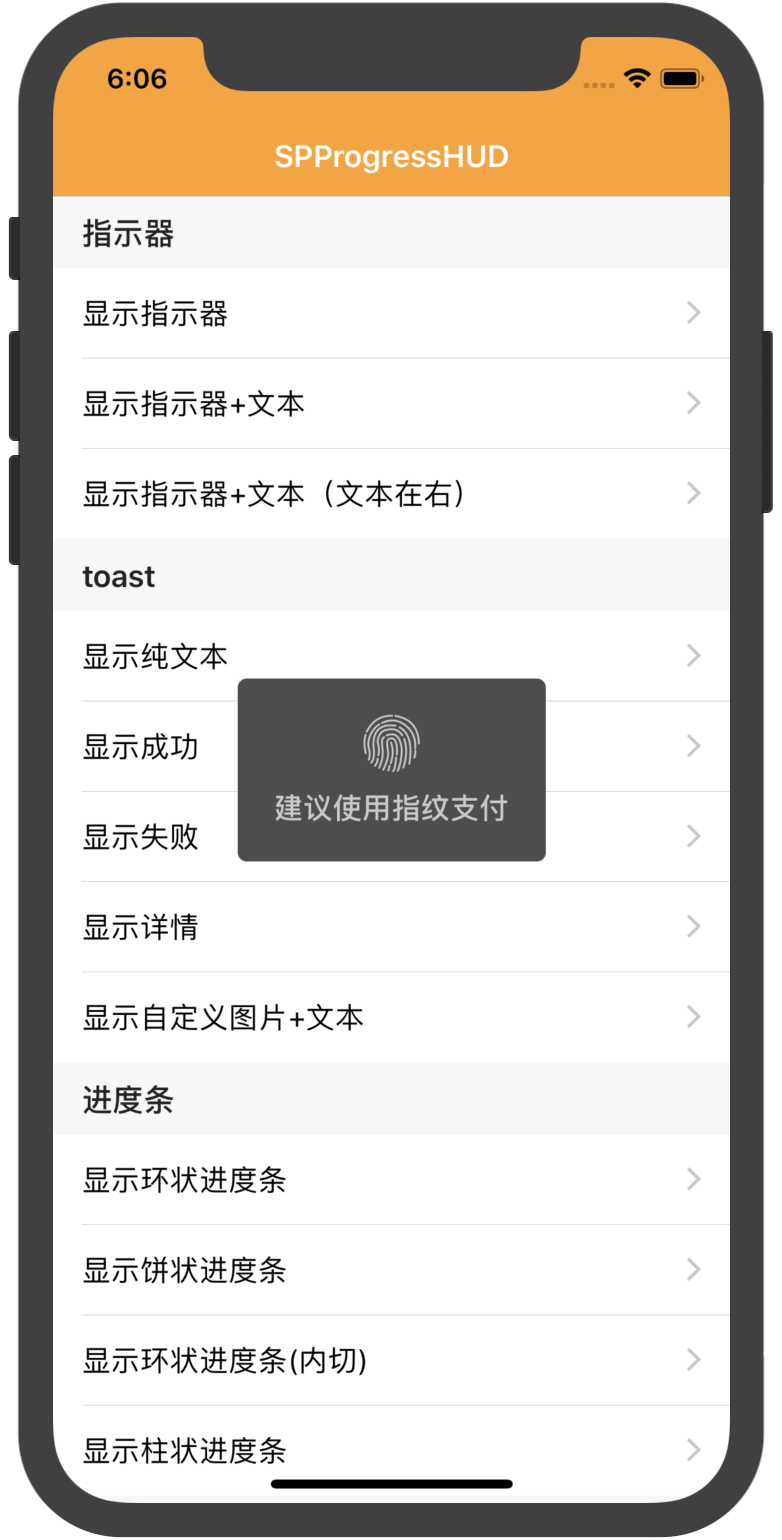 6:06
SPProgressHUD
指示器
显示指示器
显示指示器+文本
显示指示器+文本（文本在右）
toast
显示纯文本
显示成功
建议使用指纹支付
显示失败
显示详情
显示自定义图片+文本
进度条
显示环状进度条
显示饼状进度条
显示环状进度条(内切)
显示柱状进度条